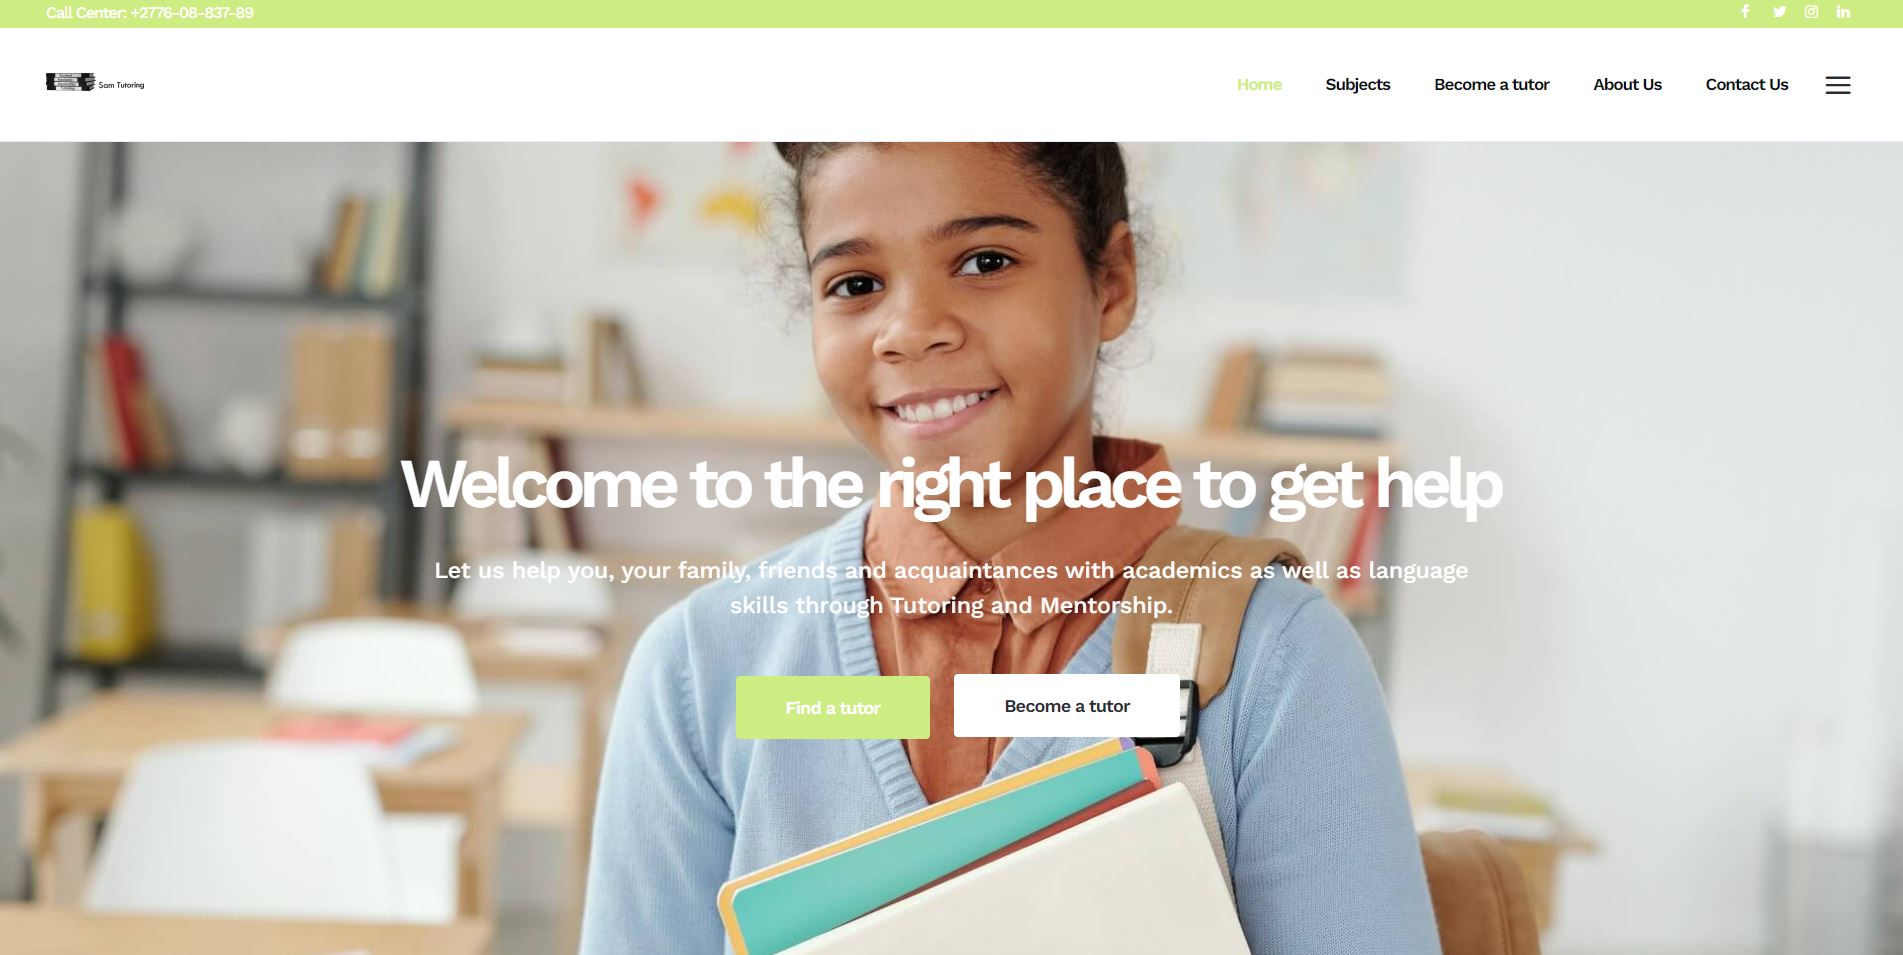 Call Center: +2776-08-837-89
Sam Tutoring
Home Subjects Become a tutor About Us Contact Us
Welcome to the right place to get help
Let us help you, your family, friends and acquaintances with academics as well as language
skills through Tutoring and Mentorship.
Find a tutor Become a tutor